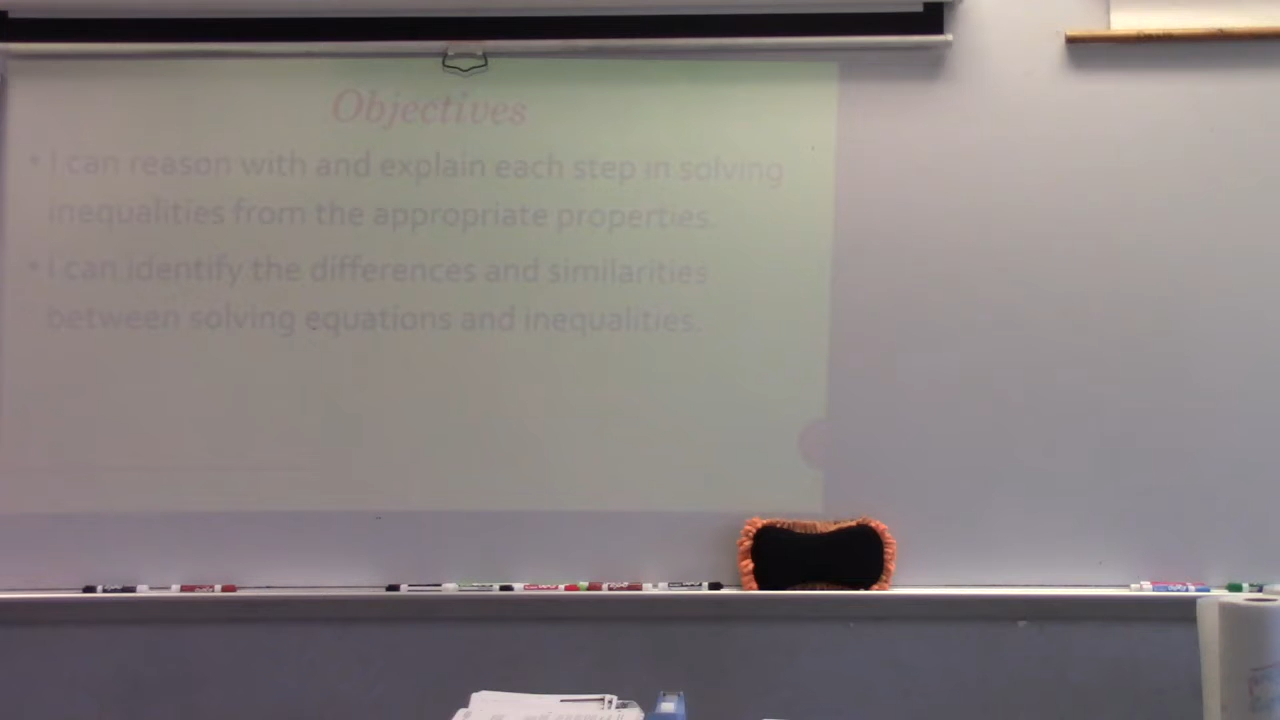 Objectives
• I can reason with and explain each step in solving
inequalities from the appropriate properties.
• I can identify the differences and similarities
between solving equations and inequalities.